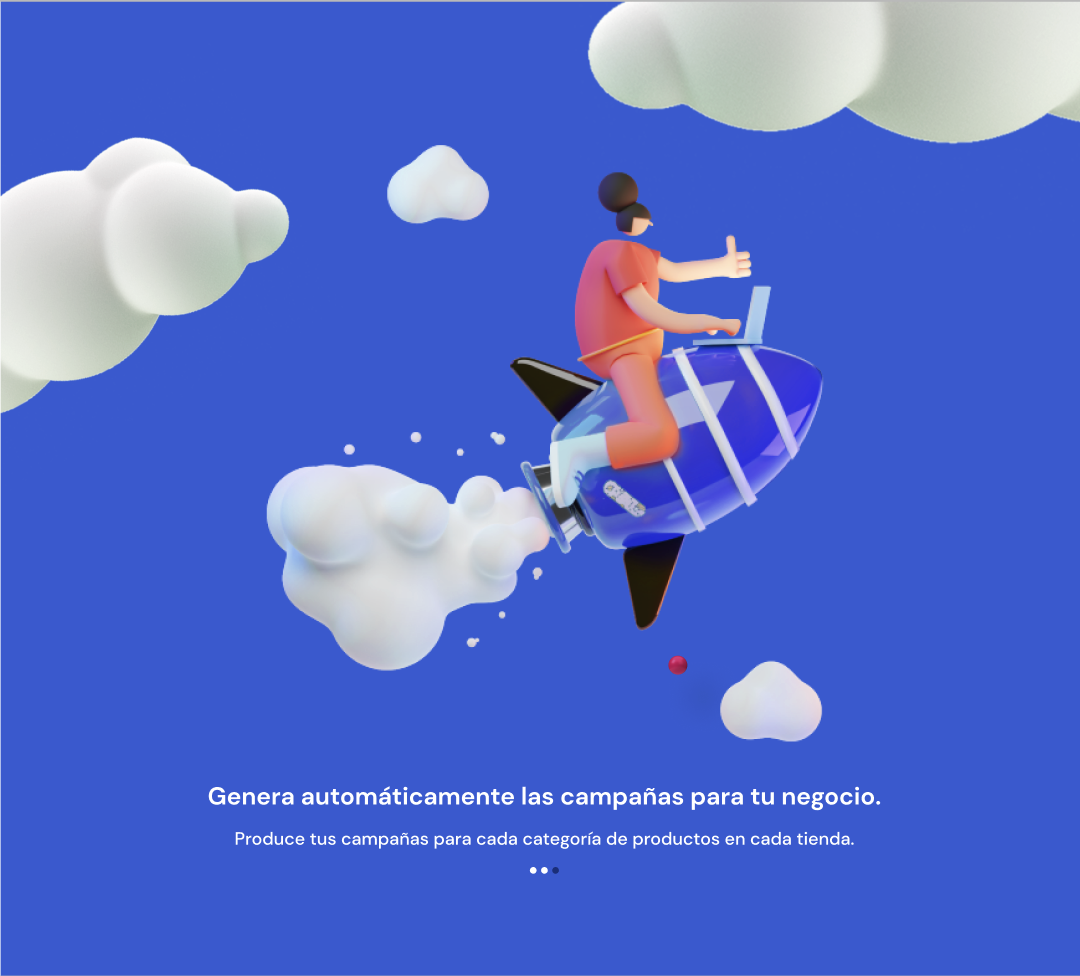 Genera automáticamente las campañas para tu negocio.
Produce tus campañas para cada categoría de productos en cada tienda.